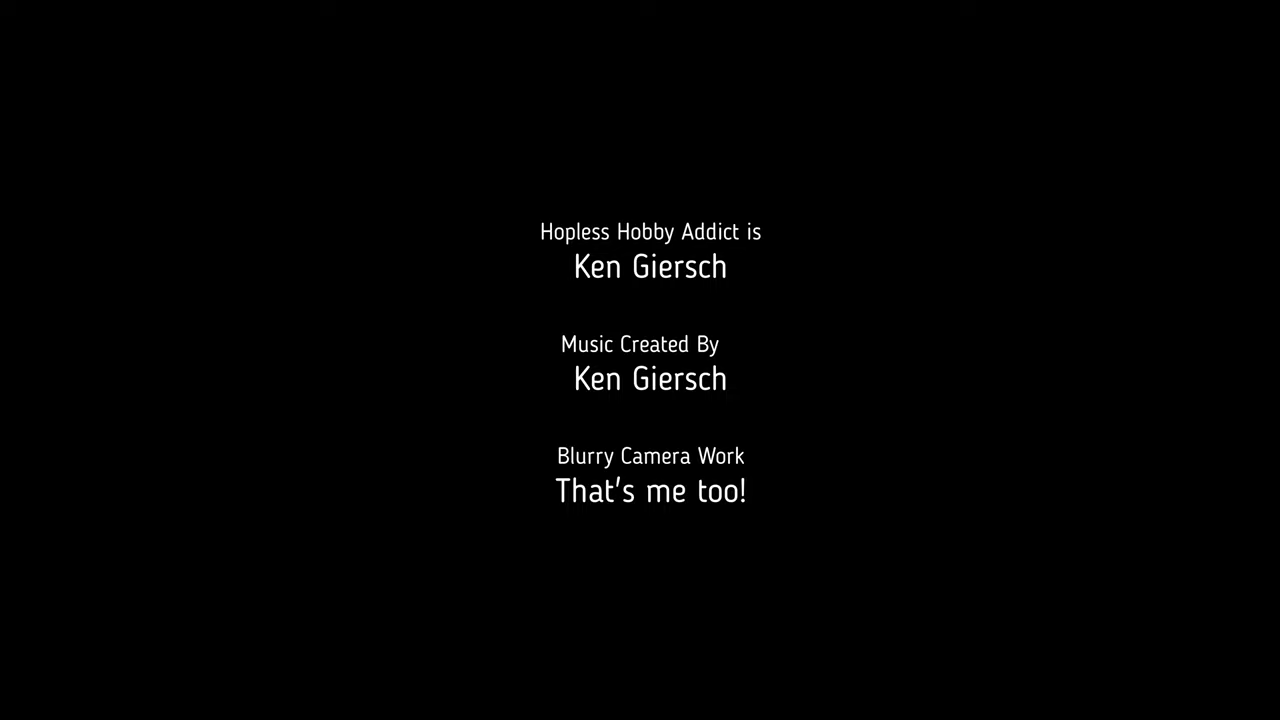 Hopless Hobby Addict is
Ken Giersch
Music Created By
Ken Giersch
Blurry Camera Work
That's me too!